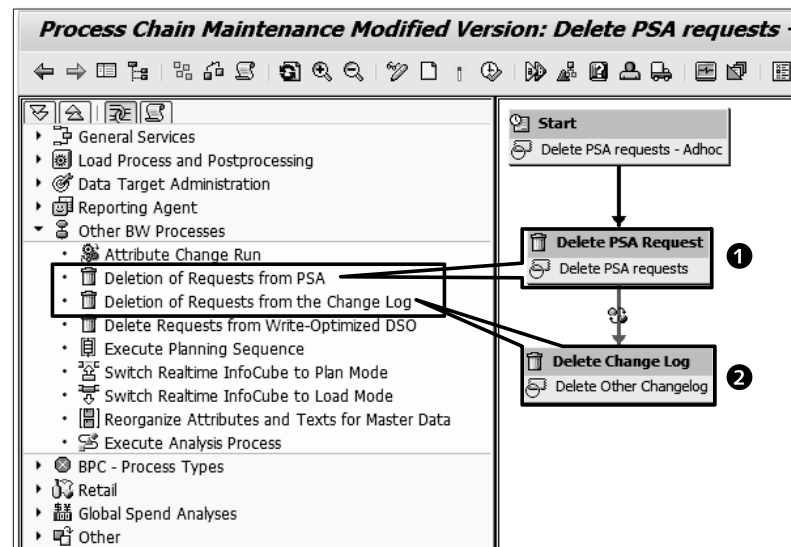 Process Chain Maintenance Modified Version: Delete PSA requests -
General Services
Load Process and Postprocessing
Data Target Administration
Reporting Agent
Other BW Processes
Attribute Change Run
Deletion of Requests from PSA
Deletion of Requests from the Change Log
Delete Requests from Write-Optimized DSO
Execute Planning Sequence
Switch Realtime InfoCube to Plan Mode
Switch Realtime InfoCube to Load Mode
Reorganize Attributes and Texts for Master Data
Execute Analysis Process
BPC - Process Types
Retail
Global Spend Analyses
Other
Start
Delete PSA requests - Adhoc
Delete PSA Request
Delete PSA requests
1
Delete Change Log
Delete Other Changelog
2